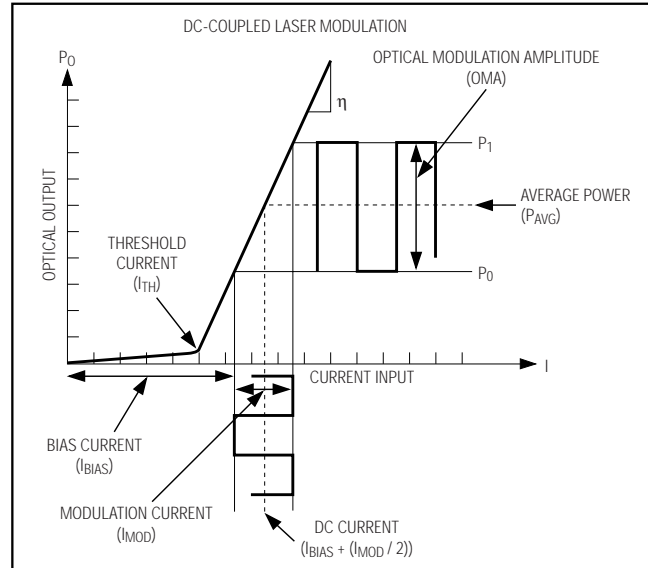 DC-COUPLED LASER MODULATION
PO
OPTICAL MODULATION AMPLITUDE
(OMA)
η
P1
AVERAGE POWER
(PAVG)
OPTICAL OUTPUT
THRESHOLD
CURRENT
(ITH)
P0
I
CURRENT INPUT
BIAS CURRENT
(IBIAS)
MODULATION CURRENT
(IMOD)
DC CURRENT
(IBIAS + (IMOD / 2))